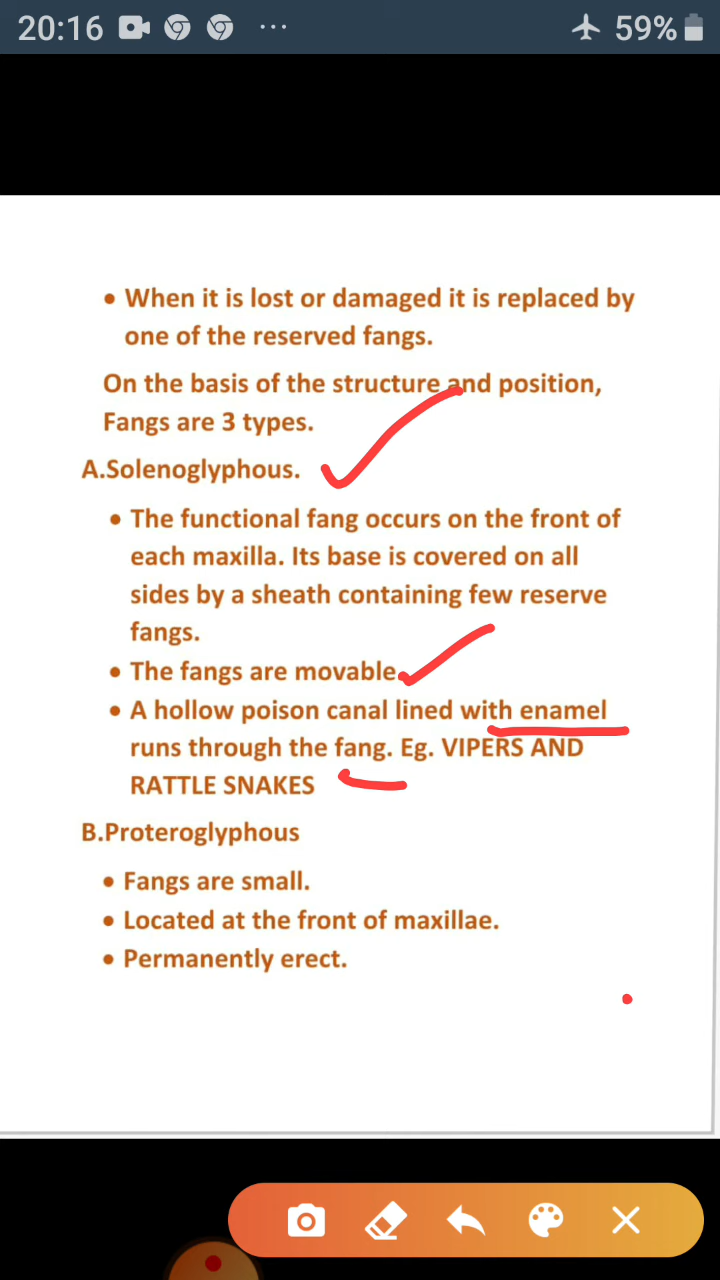 20:16 ... 59%
• When it is lost or damaged it is replaced by
one of the reserved fangs.
On the basis of the structure and position,
Fangs are 3 types.
A.Solenoglyphous.
• The functional fang occurs on the front of
each maxilla. Its base is covered on all
sides by a sheath containing few reserve
fangs.
• The fangs are movable
• A hollow poison canal lined with enamel
runs through the fang. Eg. VIPERS AND
RATTLE SNAKES
B.Proteroglyphous
• Fangs are small.
• Located at the front of maxillae.
• Permanently erect.